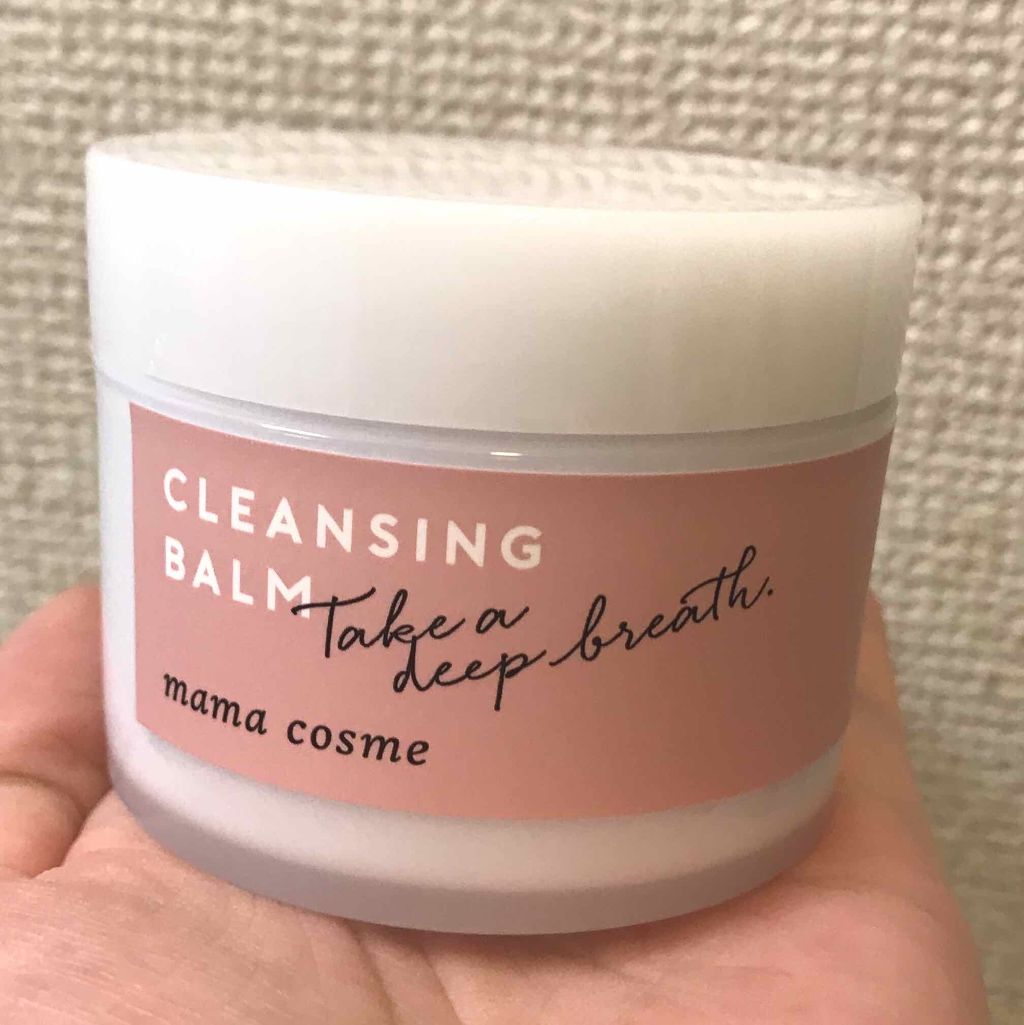 CLEANSING
BALM
Take a
deep breath.
mama cosme